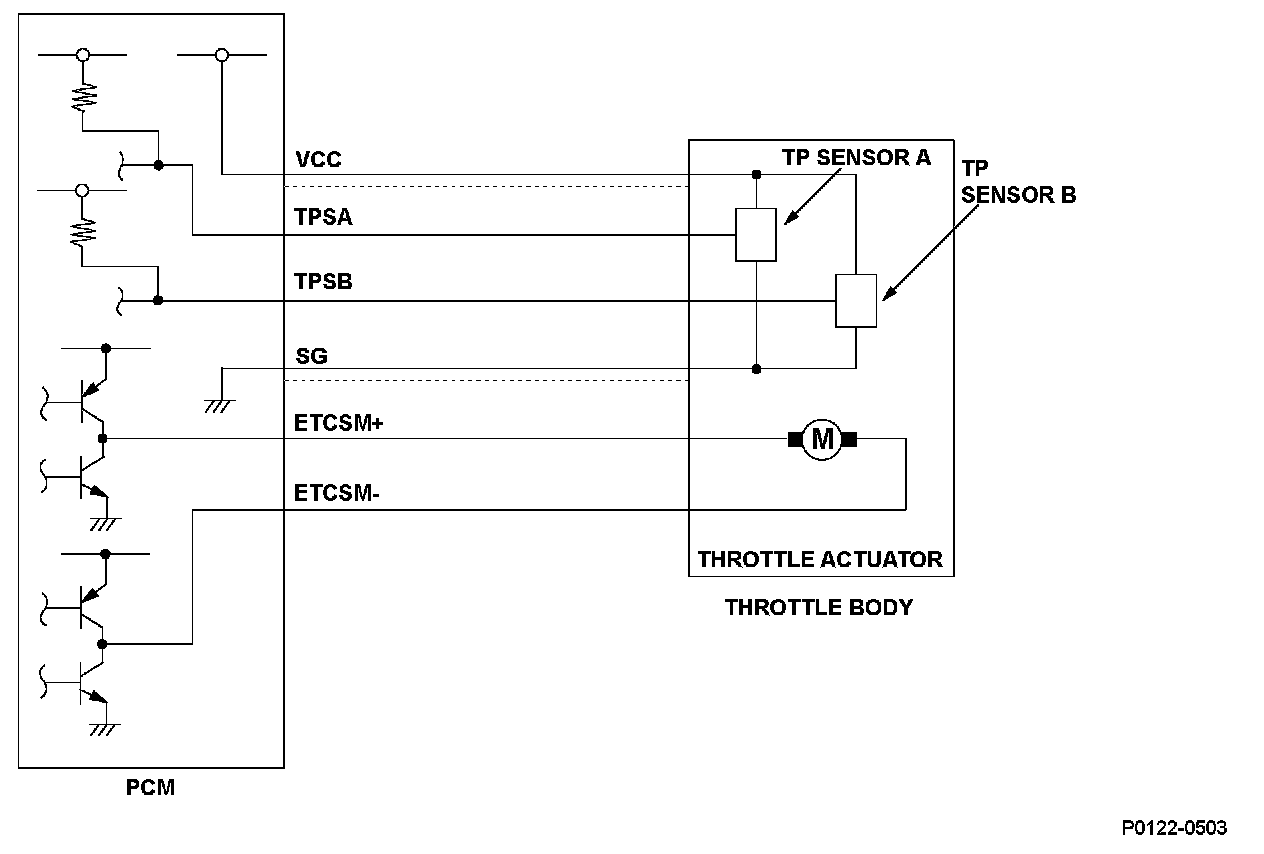 VCC
TP SENSOR A
TP
SENSOR B
TPSA
TPSB
SG
ETCSM+
M
ETCSM-
THROTTLE ACTUATOR
THROTTLE BODY
PCM
P0122-0503